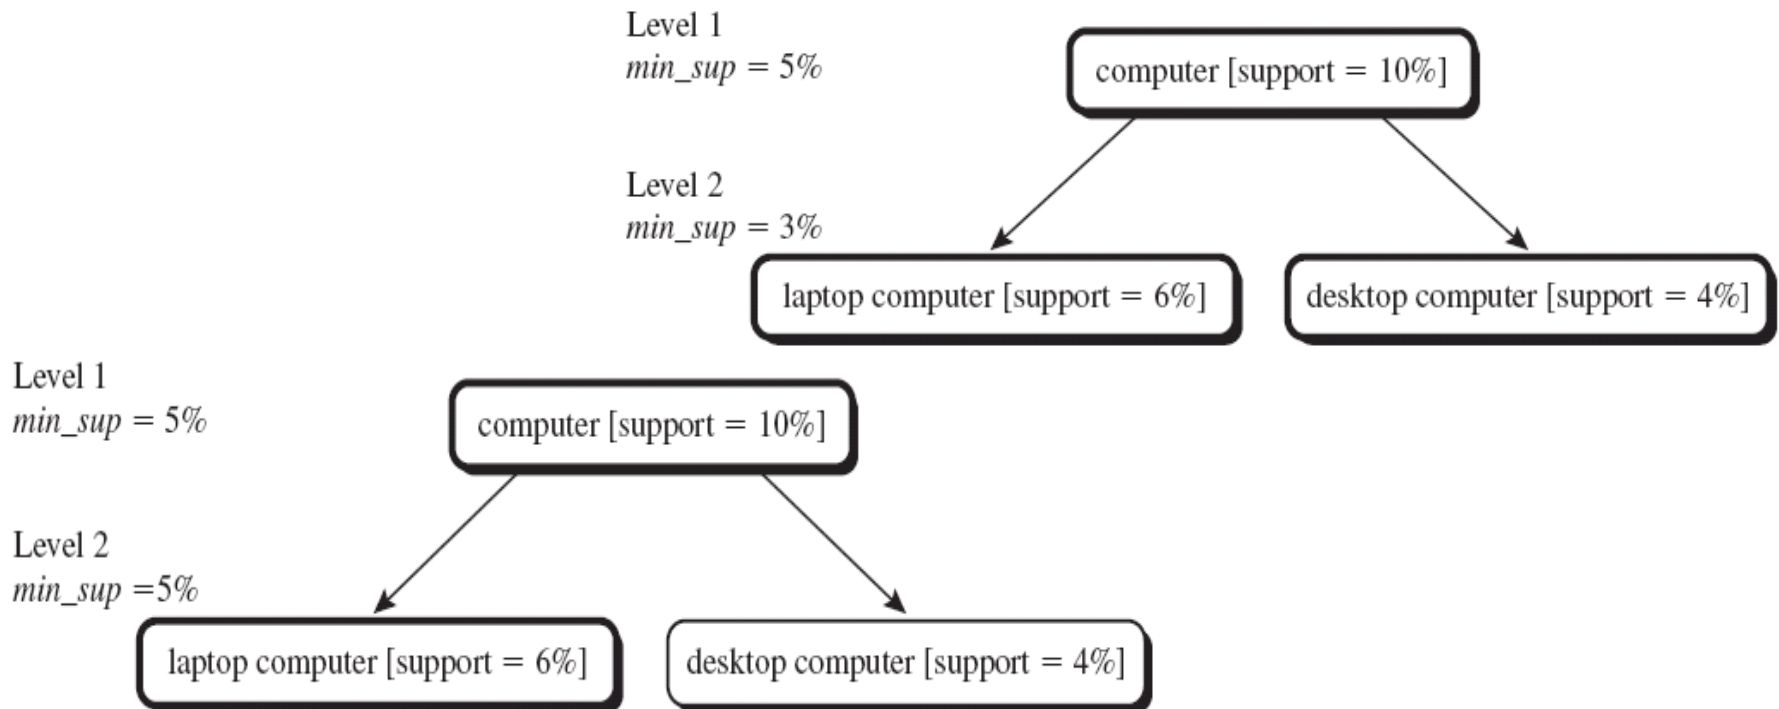 Level 1
min_sup = 5%
computer [support = 10%]
Level 2
min_sup = 3%
laptop computer [support = 6%]
desktop computer [support = 4%]
Level 1
min_sup = 5%
computer [support = 10%]
Level 2
min_sup =5%
laptop computer [support = 6%]
desktop computer [support = 4%]